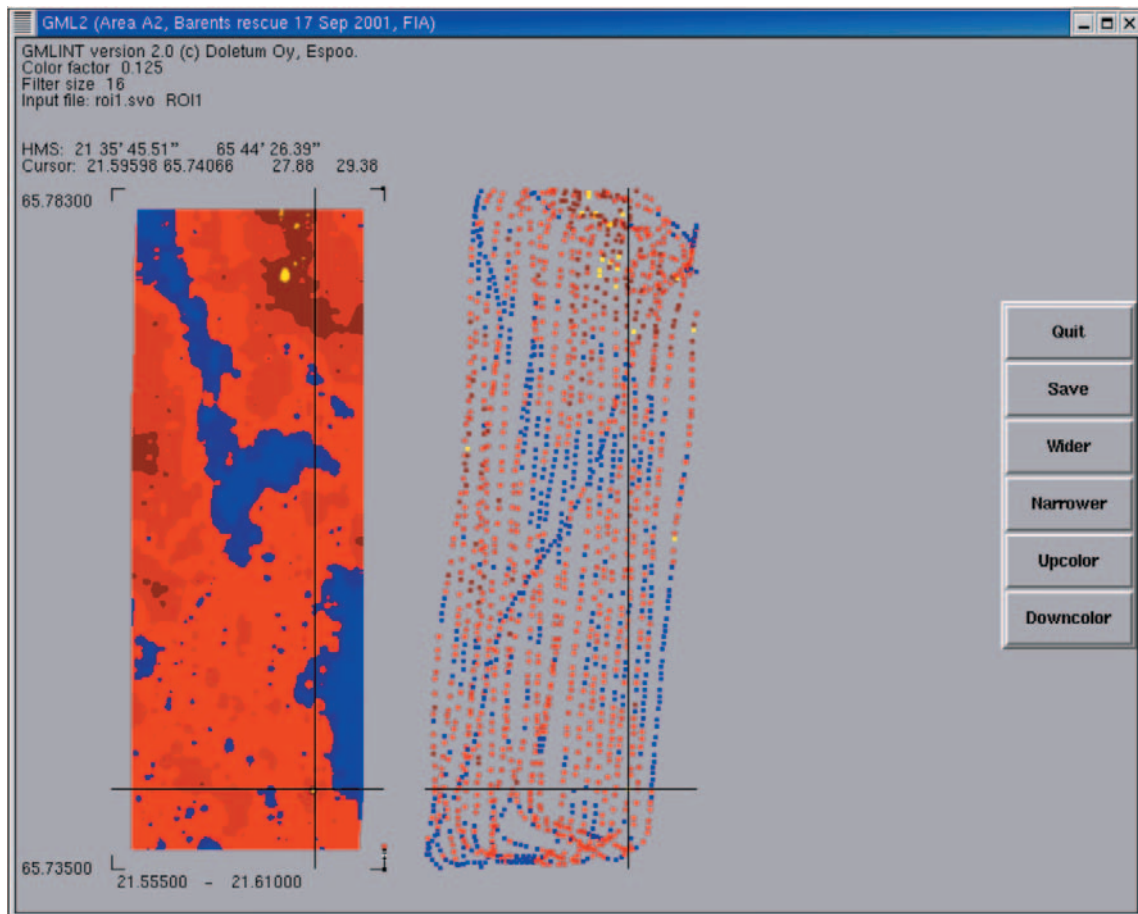 GML2 (Area A2, Barents rescue 17 Sep 2001, FIA)
GMLINT version 2.0 (c) Doletum Oy, Espoo.
Color factor 0.125
Filter size 16
Input file: roi1.svo ROI1
HMS: 21 35' 45.51" 65 44' 26.39"
Cursor: 21.59598 65.74066 27.88 29.38
65.78300
65.73500
21.55500 - 21.61000
Quit
Save
Wider
Narrower
Upcolor
Downcolor